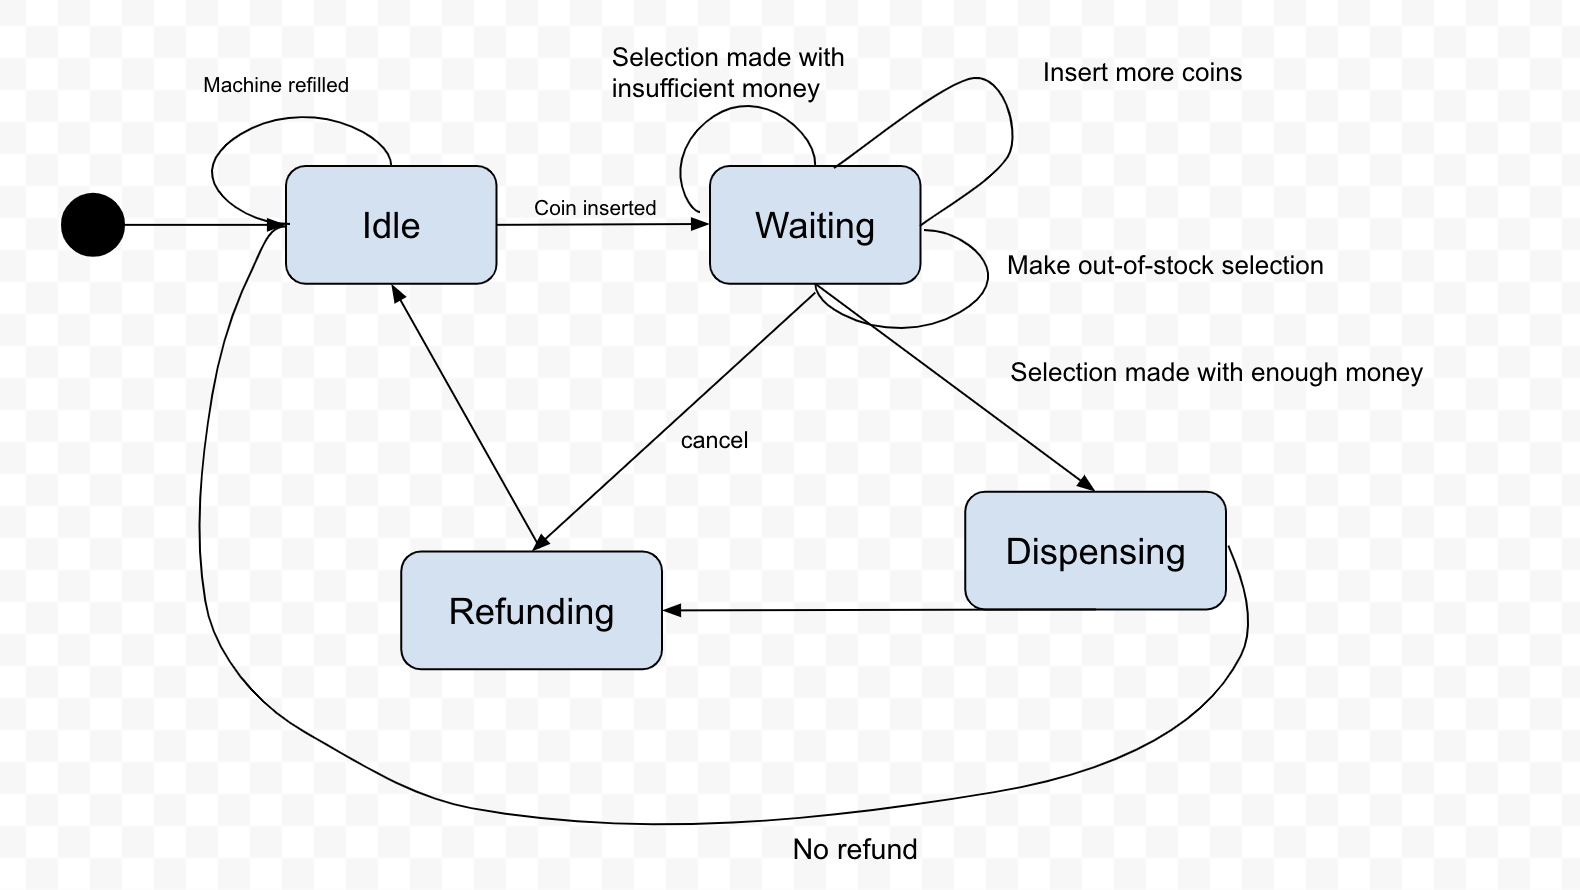 Selection made with
insufficient money
Insert more coins
Machine refilled
Coin inserted
Idle
Waiting
Make out-of-stock selection
Selection made with enough money
cancel
Dispensing
Refunding
No refund